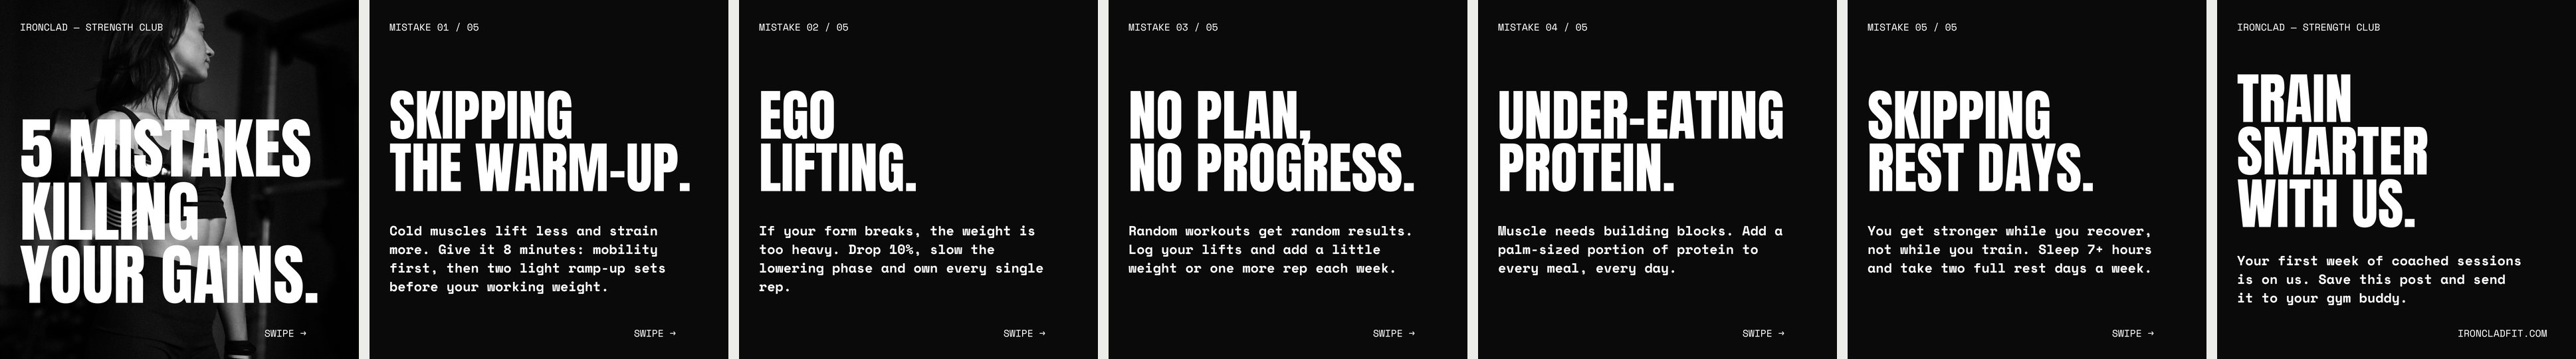 IRONCLAD — STRENGTH CLUB
5 MISTAKES
KILLING
YOUR GAINS.
SWIPE →
MISTAKE 01 / 05
SKIPPING
THE WARM-UP.
Cold muscles lift less and strain
more. Give it 8 minutes: mobility
first, then two light ramp-up sets
before your working weight.
SWIPE →
MISTAKE 02 / 05
EGO
LIFTING.
If your form breaks, the weight is
too heavy. Drop 10%, slow the
lowering phase and own every single
rep.
SWIPE →
MISTAKE 03 / 05
NO PLAN,
NO PROGRESS.
Random workouts get random results.
Log your lifts and add a little
weight or one more rep each week.
SWIPE →
MISTAKE 04 / 05
UNDER-EATING
PROTEIN.
Muscle needs building blocks. Add a
palm-sized portion of protein to
every meal, every day.
SWIPE →
MISTAKE 05 / 05
SKIPPING
REST DAYS.
You get stronger while you recover,
not while you train. Sleep 7+ hours
and take two full rest days a week.
SWIPE →
IRONCLAD — STRENGTH CLUB
TRAIN
SMARTER
WITH US.
Your first week of coached sessions
is on us. Save this post and send
it to your gym buddy.
IRONCLADFIT.COM